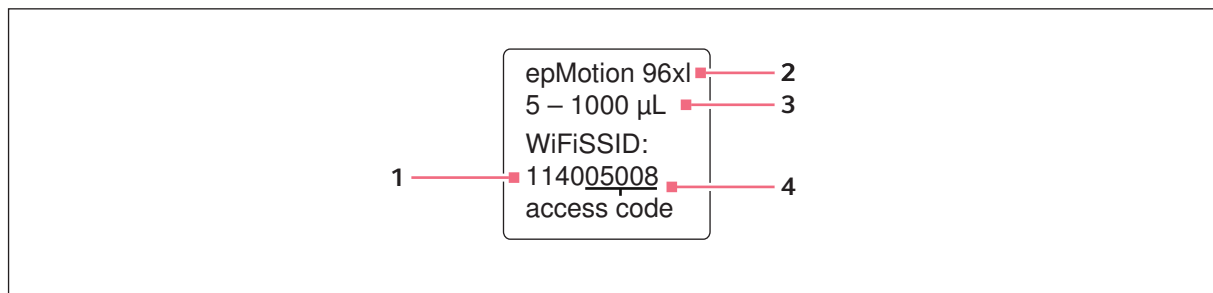 epMotion 96xl
2
5 – 1000 µL
3
WiFiSSID:
1
114005008
4
access code